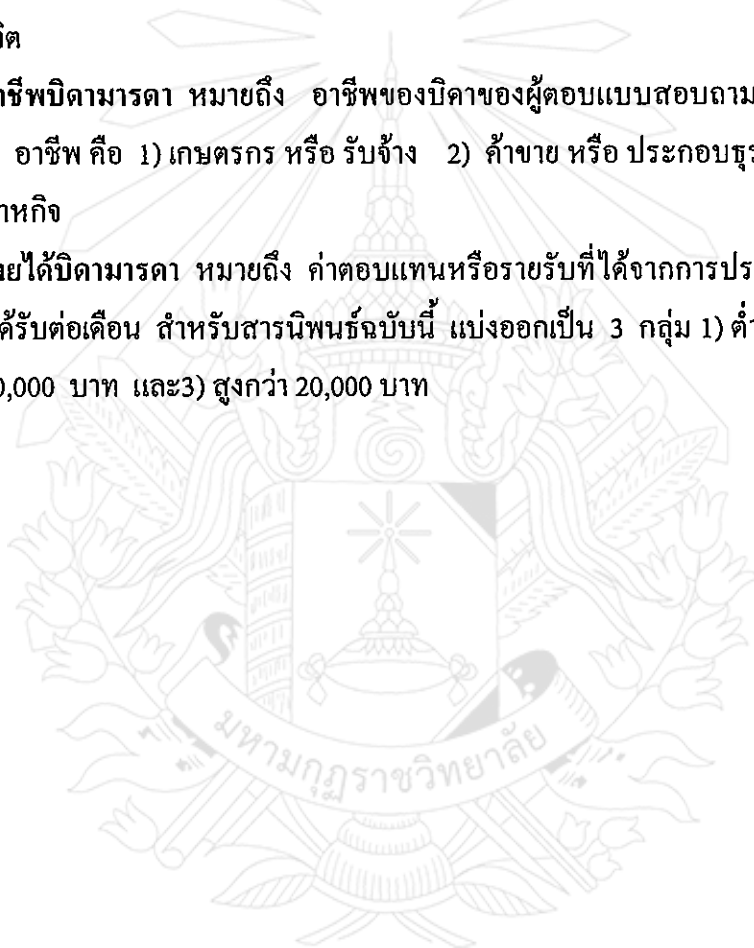 าชีพบิดามารดา หมายถึง อาชีพของบิดาของผู้ตอบแบบสอบถาม
อาชีพ คือ 1) เกษตรกร หรือ รับจ้าง 2) ค้าขาย หรือ ประกอบธุร
าหกิจ
ายได้บิดามารดา หมายถึง ค่าตอบแทนหรือรายรับที่ได้จากการประ
ด้รับต่อเดือน สำหรับสารนิพนธ์ฉบับนี้ แบ่งออกเป็น 3 กลุ่ม 1) ต่ำ
0,000 บาท และ3) สูงกว่า 20,000 บาท
มหามกุฏราชวิทยาลัย